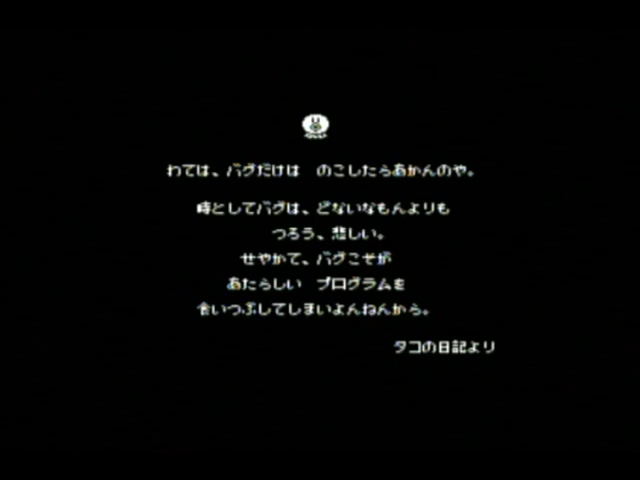 わては、バグだけは　のこしたらあかんのや。
時としてバグは、どないなもんよりも
つろう、悲しい。
せやかて、バグこそが
あたらしい　プログラムを
食いつぶしてしまいよんねんから。
タコの日記より